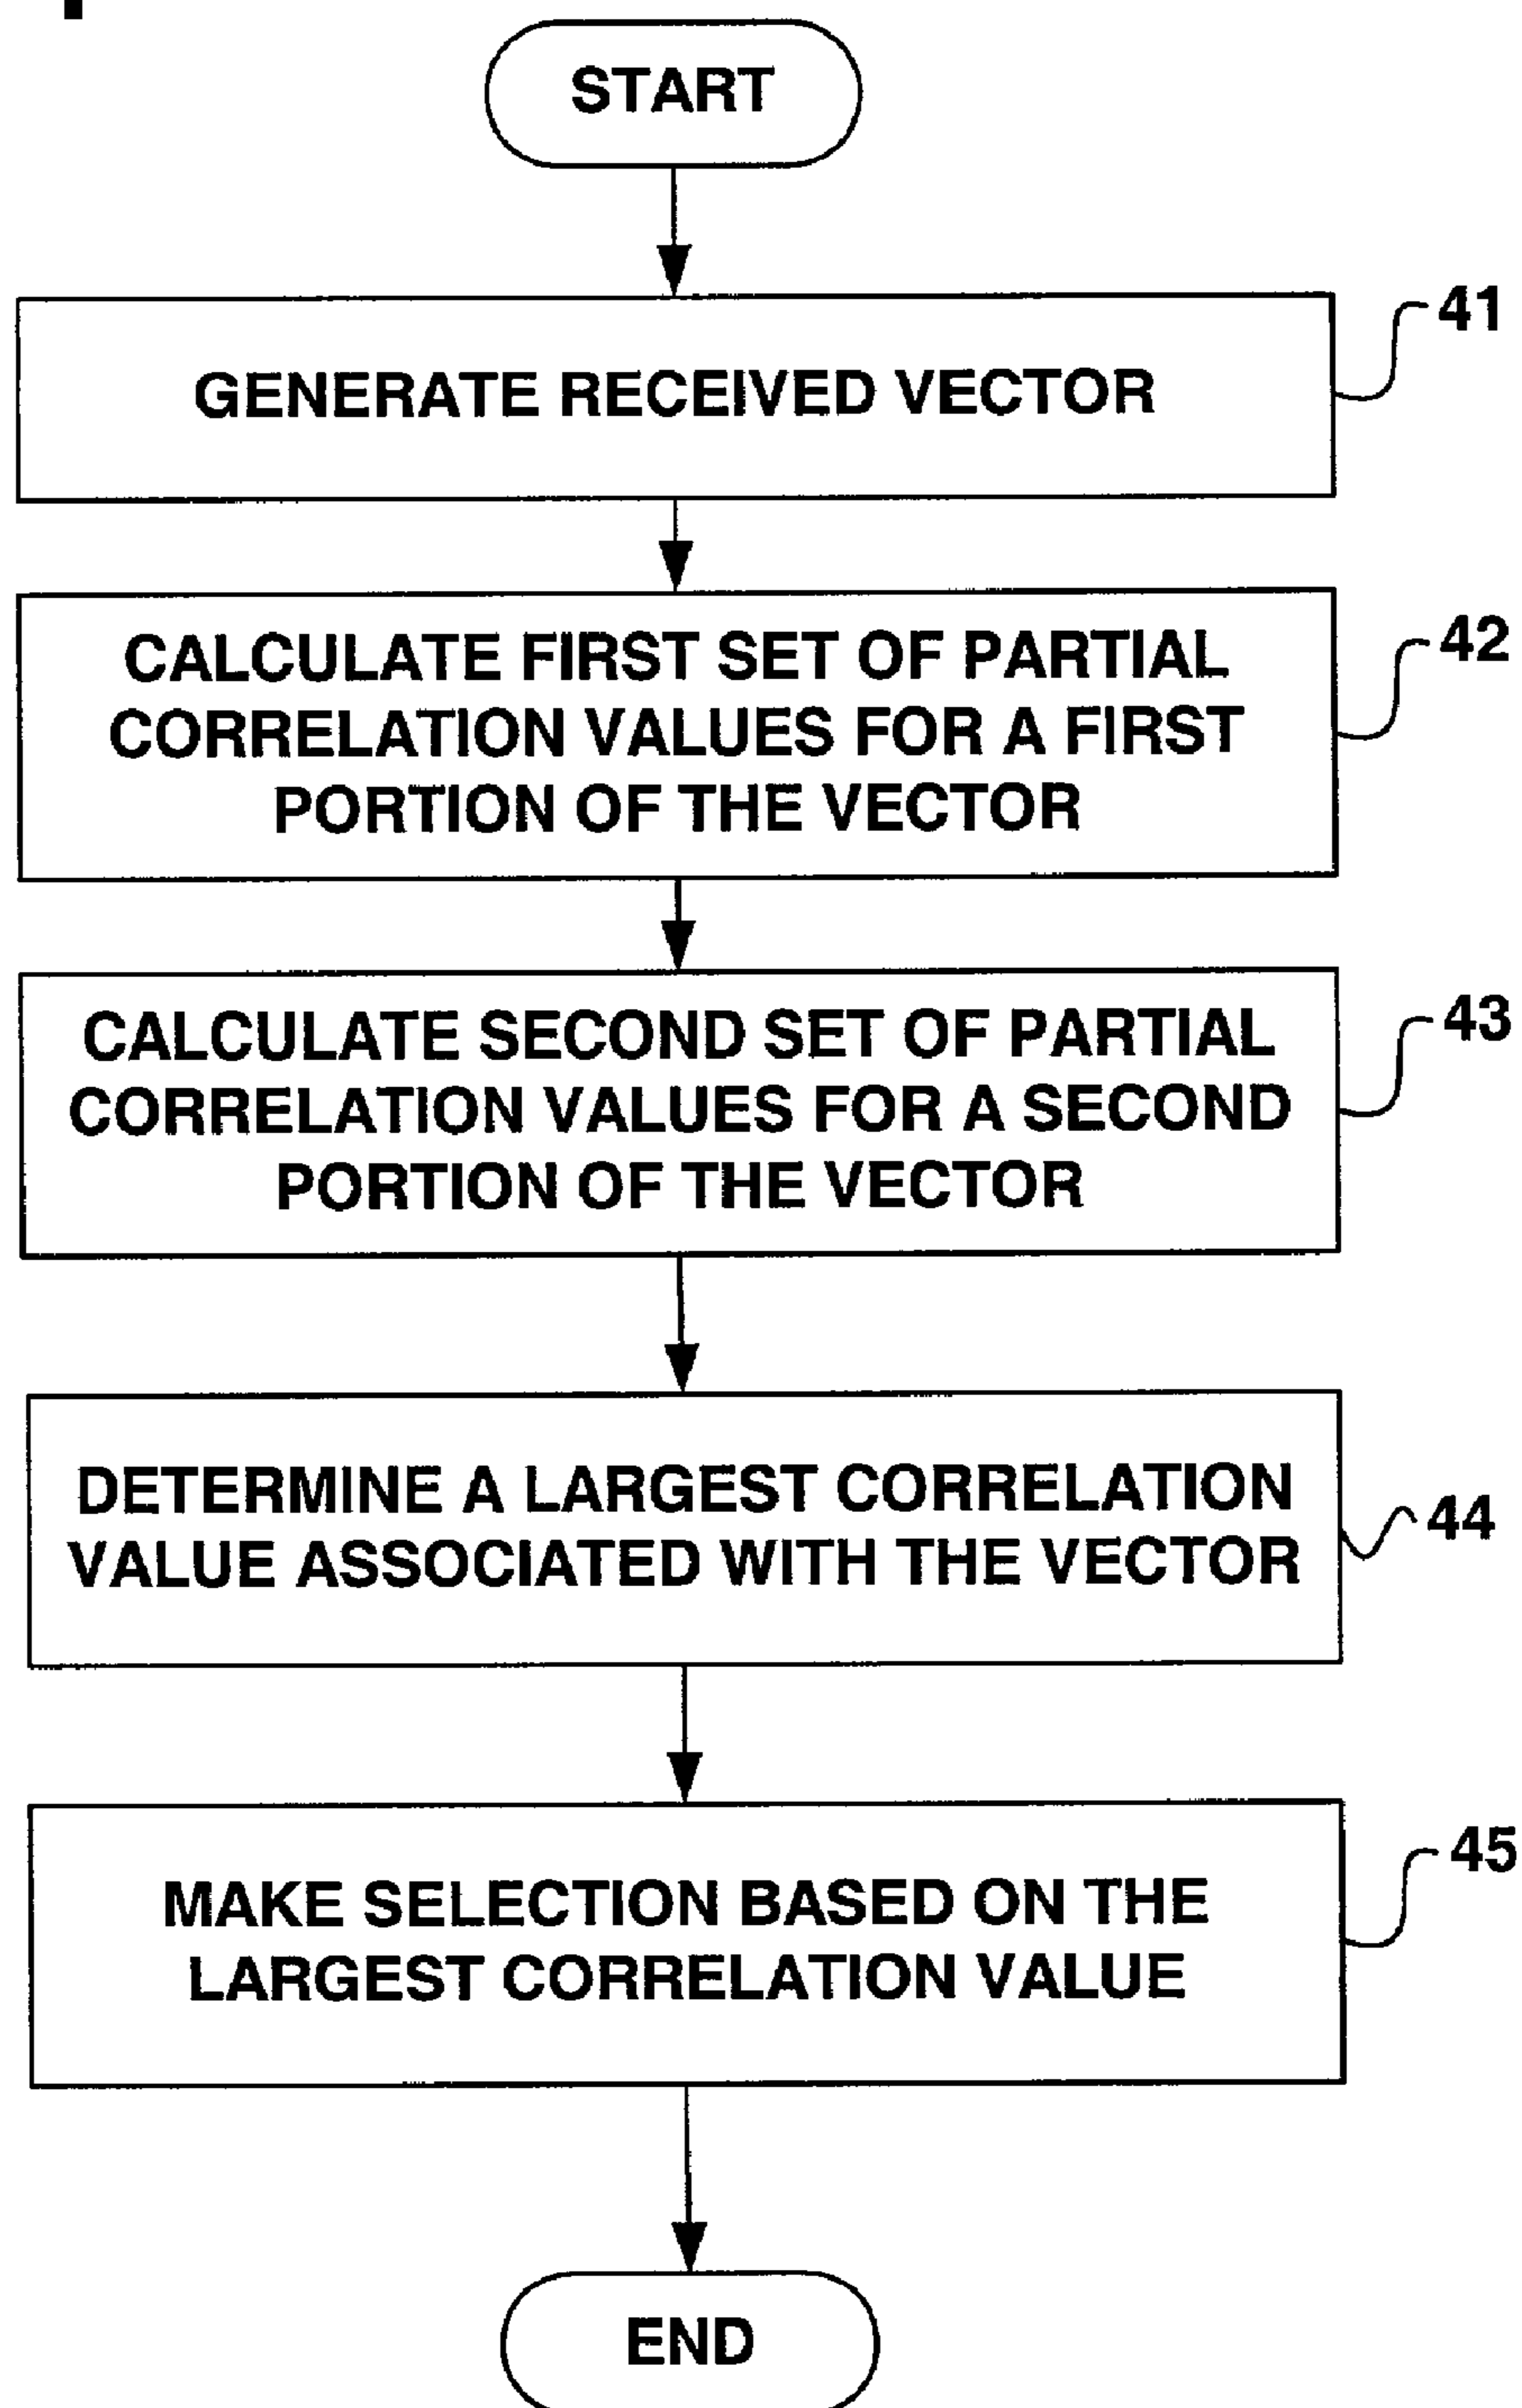 START
41
GENERATE RECEIVED VECTOR
42
CALCULATE FIRST SET OF PARTIAL
CORRELATION VALUES FOR A FIRST
PORTION OF THE VECTOR
43
CALCULATE SECOND SET OF PARTIAL
CORRELATION VALUES FOR A SECOND
PORTION OF THE VECTOR
44
DETERMINE A LARGEST CORRELATION
VALUE ASSOCIATED WITH THE VECTOR
45
MAKE SELECTION BASED ON THE
LARGEST CORRELATION VALUE
END